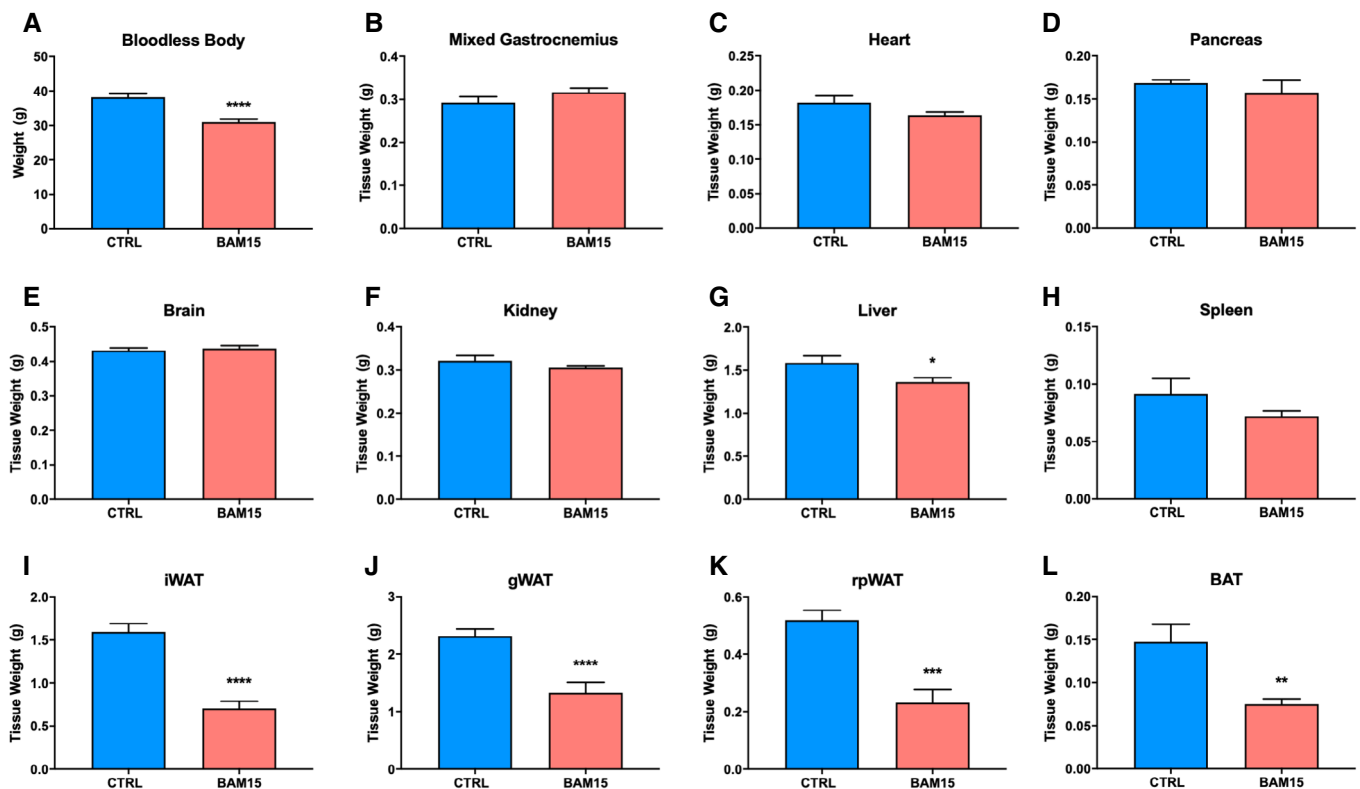 A
Bloodless Body
Weight (g)
50
40
30
20
10
0
****
CTRL
BAM15
B
Mixed Gastrocnemius
Tissue Weight (g)
0.4
0.3
0.2
0.1
0.0
CTRL
BAM15
C
Heart
Tissue Weight (g)
0.25
0.20
0.15
0.10
0.05
0.00
CTRL
BAM15
D
Pancreas
Tissue Weight (g)
0.20
0.15
0.10
0.05
0.00
CTRL
BAM15
E
Brain
Tissue Weight (g)
0.5
0.4
0.3
0.2
0.1
0.0
CTRL
BAM15
F
Kidney
Tissue Weight (g)
0.4
0.3
0.2
0.1
0.0
CTRL
BAM15
G
Liver
Tissue Weight (g)
2.0
1.5
1.0
0.5
0.0
*
CTRL
BAM15
H
Spleen
Tissue Weight (g)
0.15
0.10
0.05
0.00
CTRL
BAM15
I
iWAT
Tissue Weight (g)
2.0
1.5
1.0
0.5
0.0
****
CTRL
BAM15
J
gWAT
Tissue Weight (g)
3
2
1
0
****
CTRL
BAM15
K
rpWAT
Tissue Weight (g)
0.6
0.4
0.2
0.0
***
CTRL
BAM15
L
BAT
Tissue Weight (g)
0.20
0.15
0.10
0.05
0.00
**
CTRL
BAM15